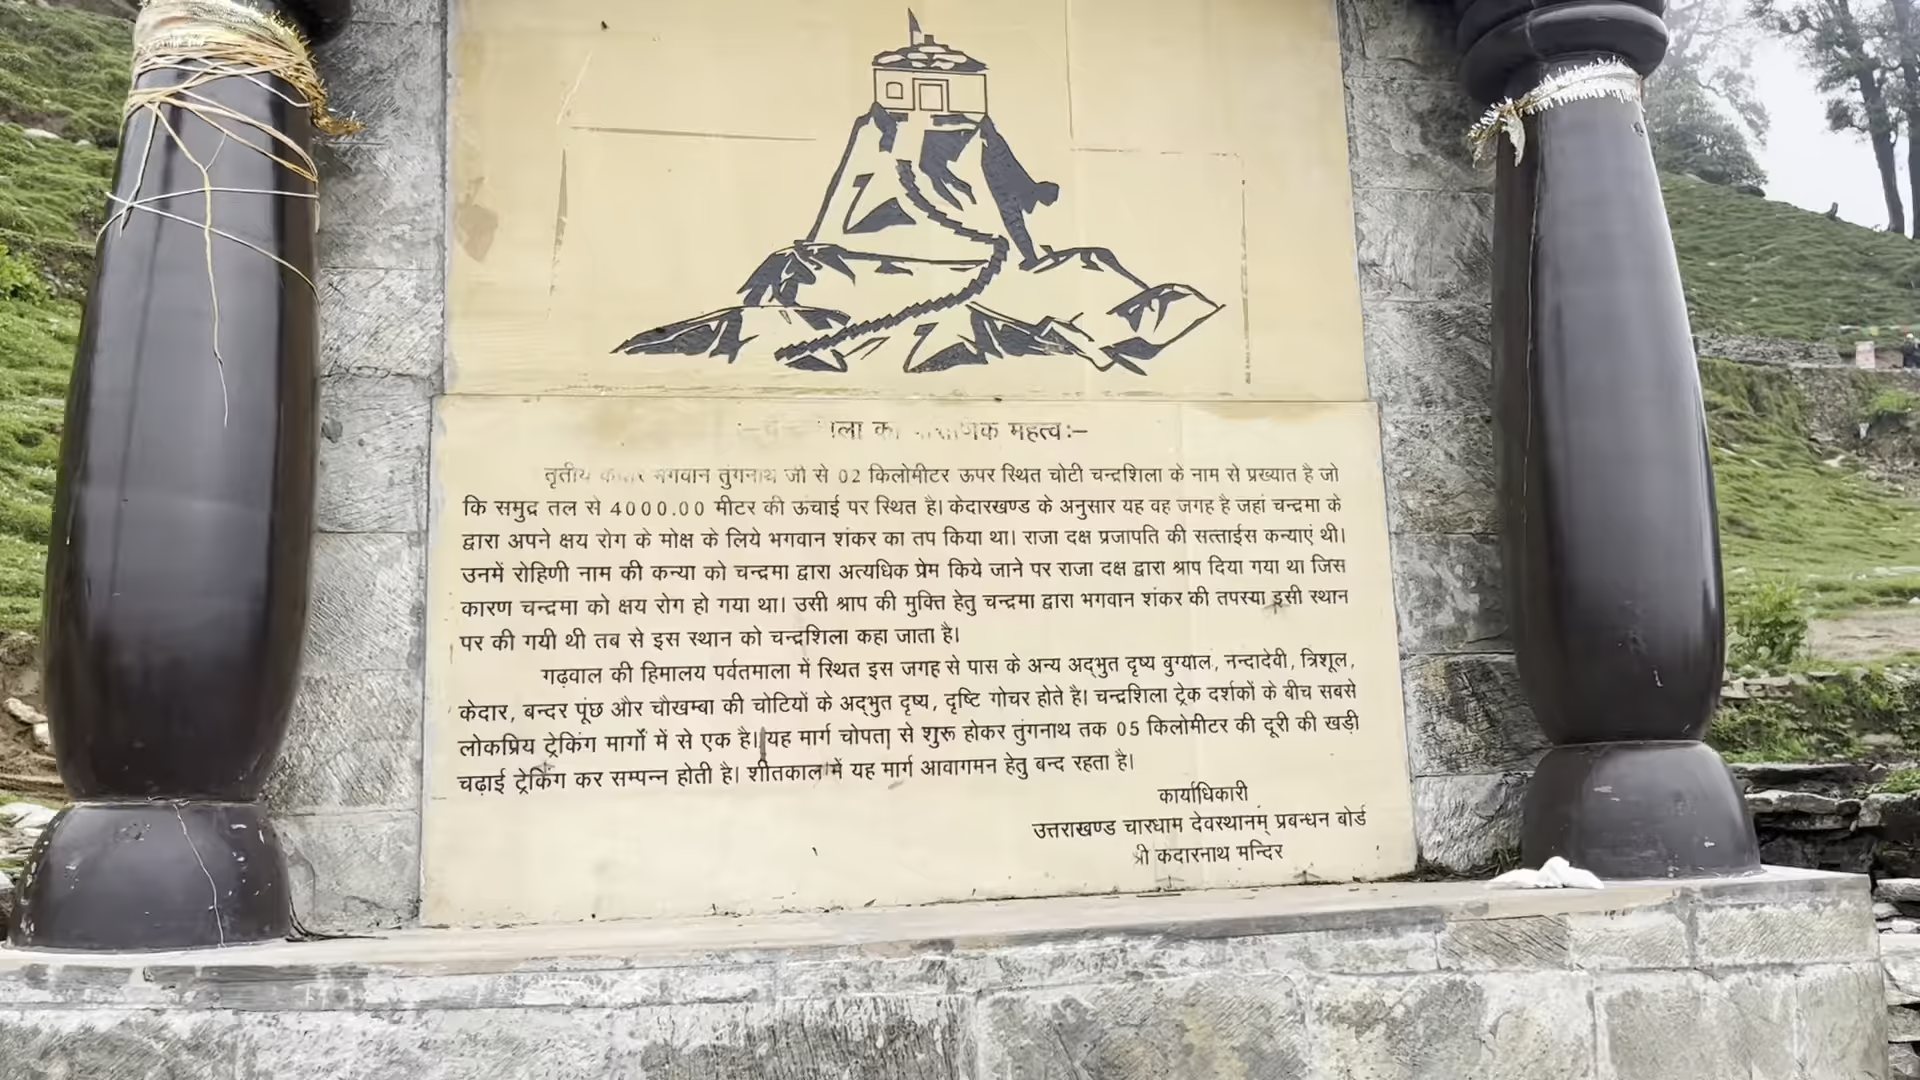 का महत्वः–
तृतीय भगवान तुंगनाथ जी से 02 किलोमीटर ऊपर स्थित चोटी चन्द्रशिला के नाम से प्रख्यात है जो
कि समुद्र तल से 4000.00 मीटर की ऊंचाई पर स्थित है। केदारखण्ड के अनुसार यह वह जगह है जहां चन्द्रमा के
द्वारा अपने क्षय रोग के मोक्ष के लिये भगवान शंकर का तप किया था। राजा दक्ष प्रजापति की सत्ताईस कन्याएं थी।
उनमें रोहिणी नाम की कन्या को चन्द्रमा द्वारा अत्यधिक प्रेम किये जाने पर राजा दक्ष द्वारा श्राप दिया गया था जिस
कारण चन्द्रमा को क्षय रोग हो गया था। उसी श्राप की मुक्ति हेतु चन्द्रमा द्वारा भगवान शंकर की तपस्या इसी स्थान
पर की गयी थी तब से इस स्थान को चन्द्रशिला कहा जाता है।
गढ़वाल की हिमालय पर्वतमाला में स्थित इस जगह से पास के अन्य अद्भुत दृष्य बुग्याल, नन्दादेवी, त्रिशूल,
केदार, बन्दर पूंछ और चौखम्बा की चोटियों के अद्भुत दृष्य, दृष्टि गोचर होते है। चन्द्रशिला ट्रेक दर्शकों के बीच सबसे
लोकप्रिय ट्रेकिंग मार्गों में से एक है। यह मार्ग चोपता से शुरू होकर तुंगनाथ तक 05 किलोमीटर की दूरी की खड़ी
चढ़ाई ट्रेकिंग कर सम्पन्न होती है। शीतकाल में यह मार्ग आवागमन हेतु बन्द रहता है।
कार्याधिकारी
उत्तराखण्ड चारधाम देवस्थानम् प्रबन्धन बोर्ड
श्री कदारनाथ मन्दिर